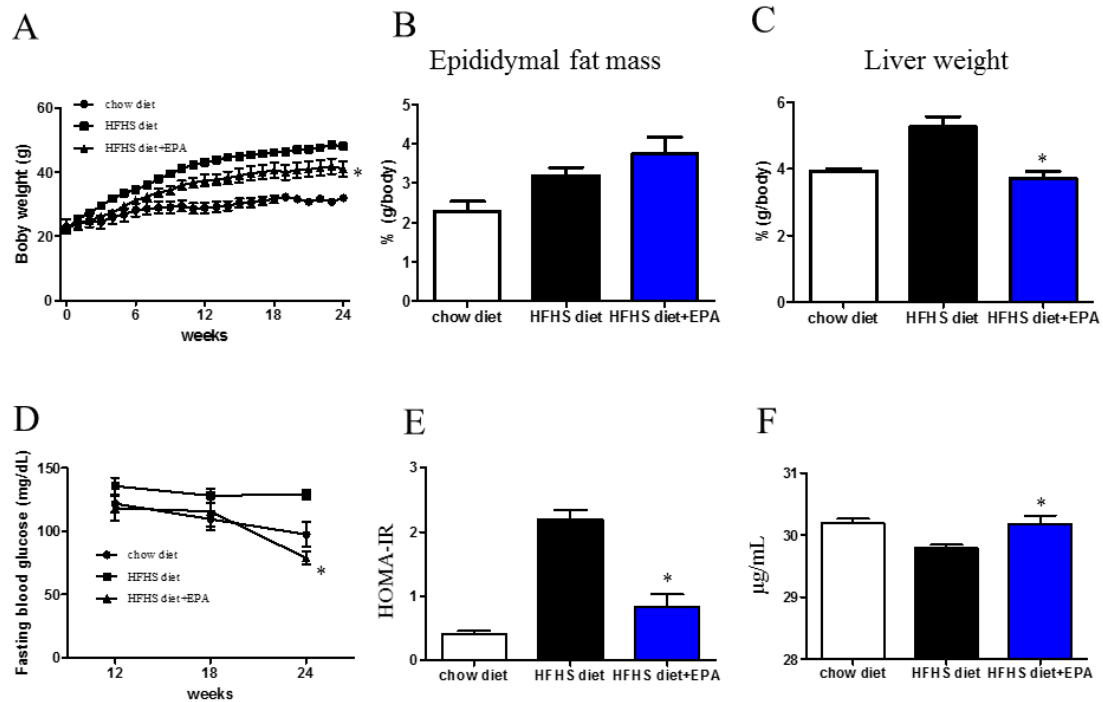 A
Boby weight (g)
60
40
20
0
chow diet
HFHS diet
HFHS diet+EPA
*
0 6 12 18 24
weeks
B
Epididymal fat mass
% (g/body)
5
4
3
2
1
0
chow diet HFHS diet HFHS diet+EPA
C
Liver weight
% (g/body)
6
4
2
0
*
chow diet HFHS diet HFHS diet+EPA
D
Fasting blood glucose (mg/dL)
150
100
50
0
chow diet
HFHS diet
HFHS diet+EPA
*
12 18 24
weeks
E
HOMA-IR
3
2
1
0
*
chow diet HFHS diet HFHS diet+EPA
F
µg/mL
31
30
29
28
*
chow diet HFHS diet HFHS diet+EPA